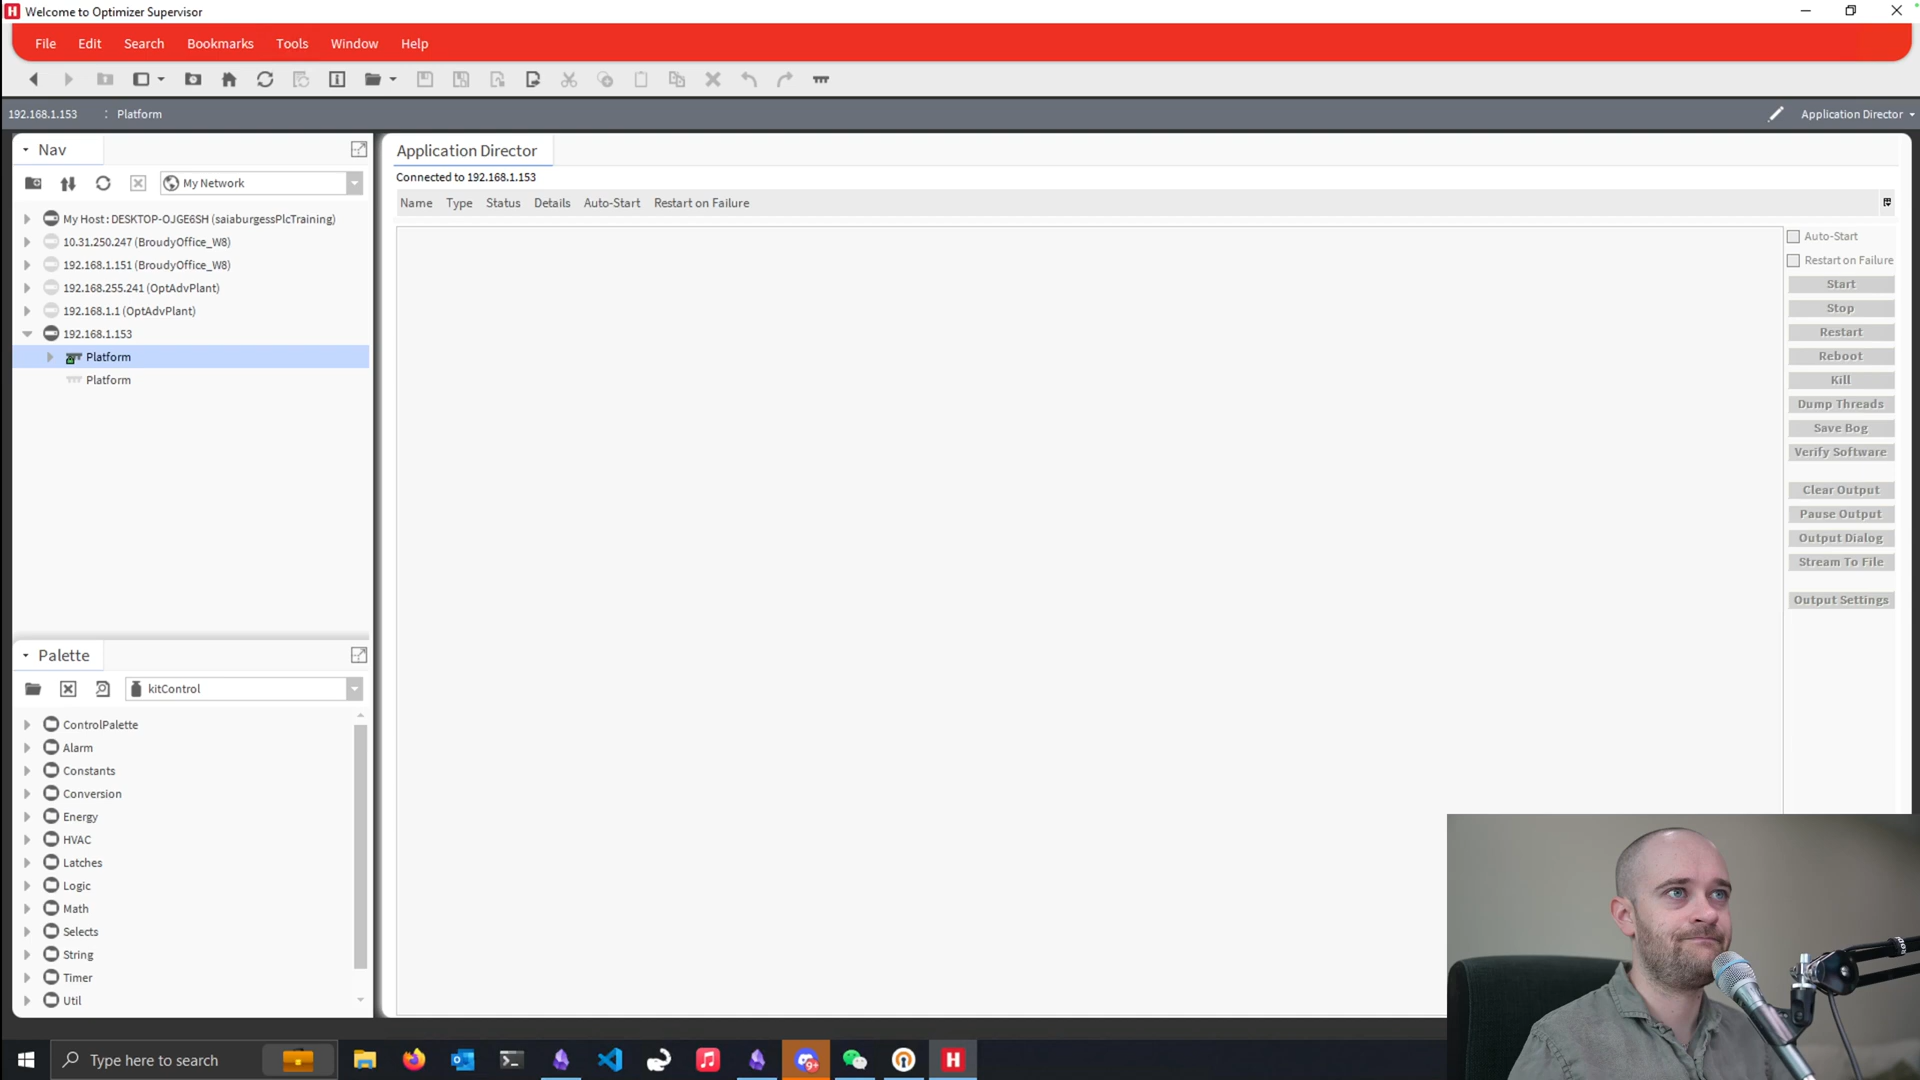 Welcome to Optimizer Supervisor
File Edit Search Bookmarks Tools Window Help
192.168.1.153 : Platform
Application Director
Nav
My Network
My Host : DESKTOP-OJGE6SH (saiaburgessPlcTraining)
10.31.250.247 (BroudyOffice_W8)
192.168.1.151 (BroudyOffice_W8)
192.168.255.241 (OptAdvPlant)
192.168.1.1 (OptAdvPlant)
192.168.1.153
Platform
Platform
Palette
kitControl
ControlPalette
Alarm
Constants
Conversion
Energy
HVAC
Latches
Logic
Math
Selects
String
Timer
Util
Application Director
Connected to 192.168.1.153
Name Type Status Details Auto-Start Restart on Failure
Auto-Start
Restart on Failure
Start
Stop
Restart
Reboot
Kill
Dump Threads
Save Bog
Verify Software
Clear Output
Pause Output
Output Dialog
Stream To File
Output Settings
Type here to search